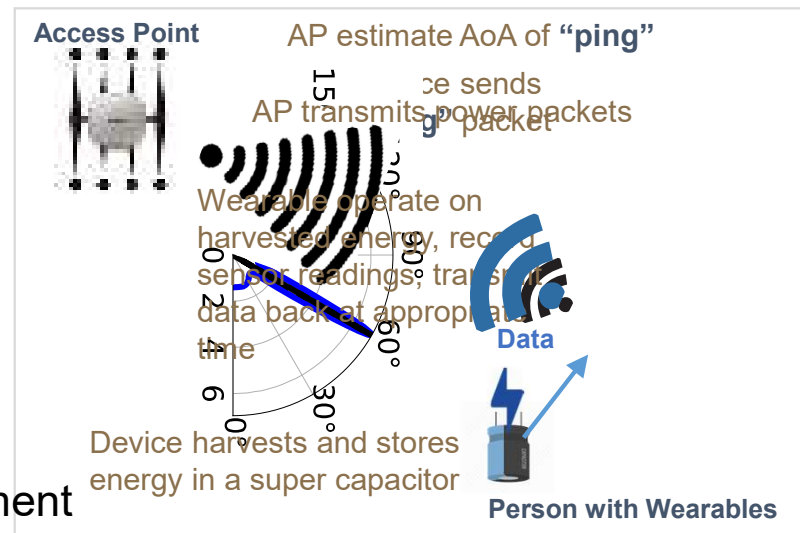 Access Point
AP estimate AoA of “ping”
ce sends
AP transmits power packets
g” packet
15
90°
60°
30°
0°
0
2
4
6
Wearable operate on
harvested energy, record
sensor readings, transmit
data back at appropriate
time
Data
Device harvests and stores
energy in a super capacitor
nent
Person with Wearables